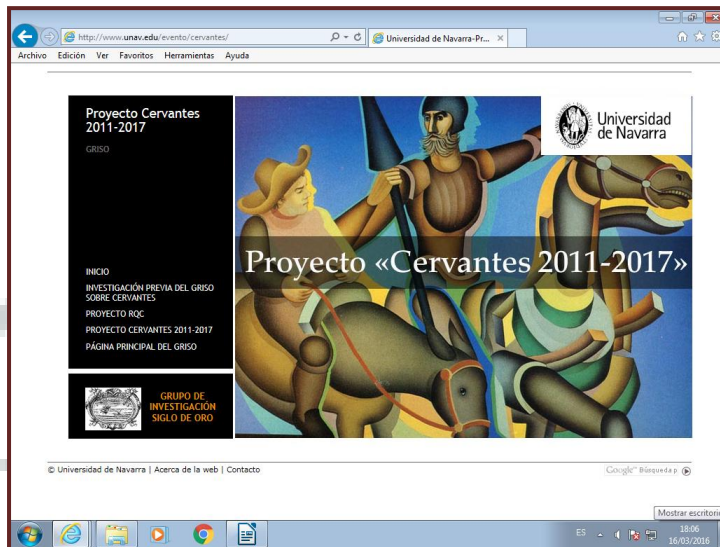 http://www.unav.edu/evento/cervantes/
Universidad de Navarra-Pr...
Archivo Edición Ver Favoritos Herramientas Ayuda
Proyecto Cervantes
2011-2017
GRISO
Universidad
de Navarra
Proyecto «Cervantes 2011-2017»
INICIO
INVESTIGACIÓN PREVIA DEL GRISO
SOBRE CERVANTES
PROYECTO RQC
PROYECTO CERVANTES 2011-2017
PÁGINA PRINCIPAL DEL GRISO
GRUPO DE
INVESTIGACIÓN
SIGLO DE ORO
© Universidad de Navarra | Acerca de la web | Contacto
Google™ Búsqueda p
Mostrar escritorio
ES
18:06
16/03/2016